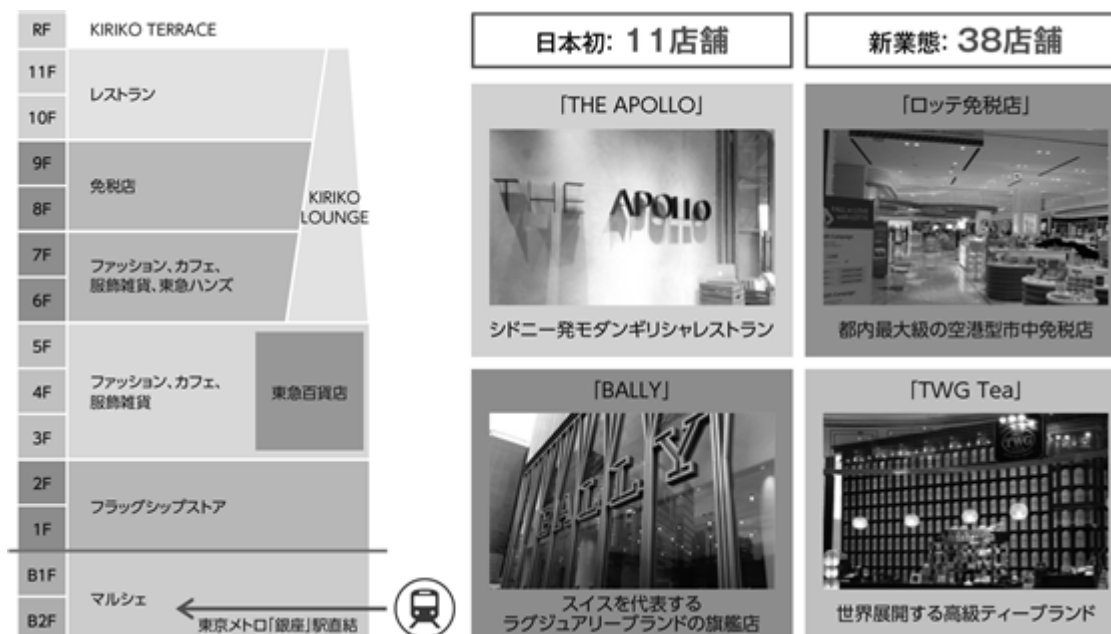 RF
KIRIKO TERRACE
11F
10F
レストラン
9F
8F
免税店
KIRIKO
LOUNGE
7F
6F
ファッション、カフェ、
服飾雑貨、東急ハンズ
5F
4F
3F
ファッション、カフェ、
服飾雑貨
東急百貨店
2F
1F
フラッグシップストア
B1F
B2F
マルシェ
東京メトロ「銀座」駅直結
日本初: 11店舗
新業態: 38店舗
「THE APOLLO」
THE APOLLO
シドニー発モダンギリシャレストラン
「ロッテ免税店」
都内最大級の空港型市中免税店
「BALLY」
BALLY
スイスを代表する
ラグジュアリーブランドの旗艦店
「TWG Tea」
TWG
世界展開する高級ティーブランド